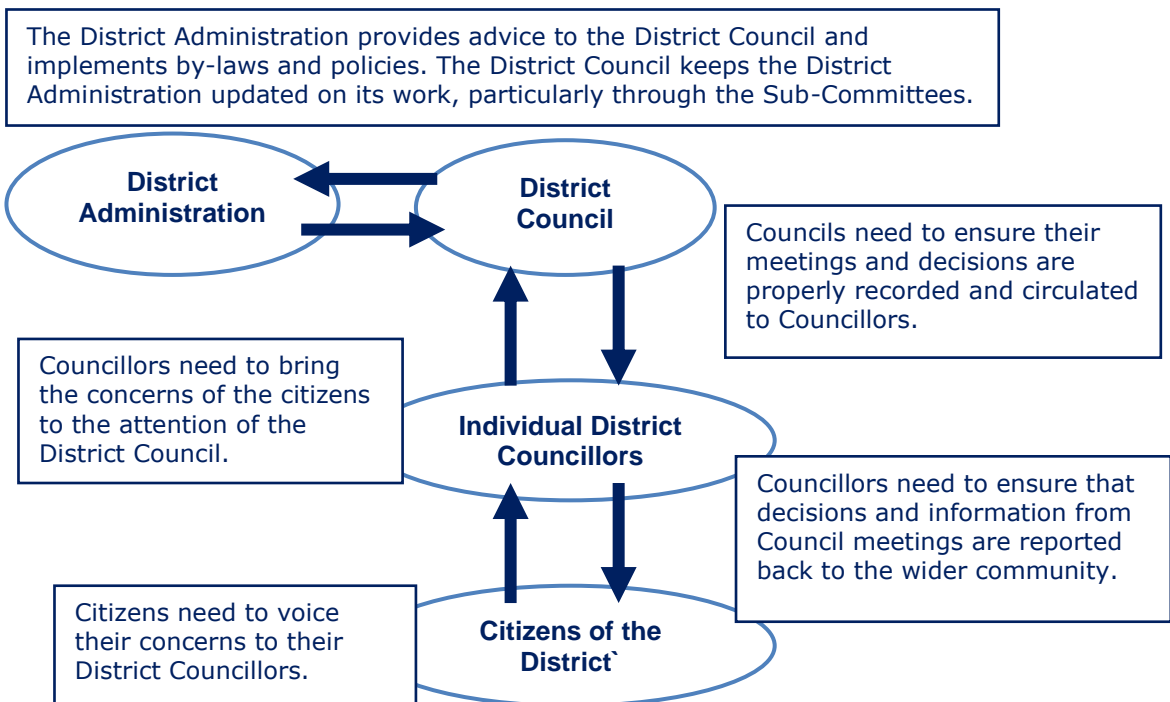 The District Administration provides advice to the District Council and
implements by-laws and policies. The District Council keeps the District
Administration updated on its work, particularly through the Sub-Committees.
District
Administration
District
Council
Councils need to ensure their
meetings and decisions are
properly recorded and circulated
to Councillors.
Councillors need to bring
the concerns of the citizens
to the attention of the
District Council.
Individual District
Councillors
Councillors need to ensure that
decisions and information from
Council meetings are reported
back to the wider community.
Citizens need to voice
their concerns to their
District Councillors.
Citizens of the
District`